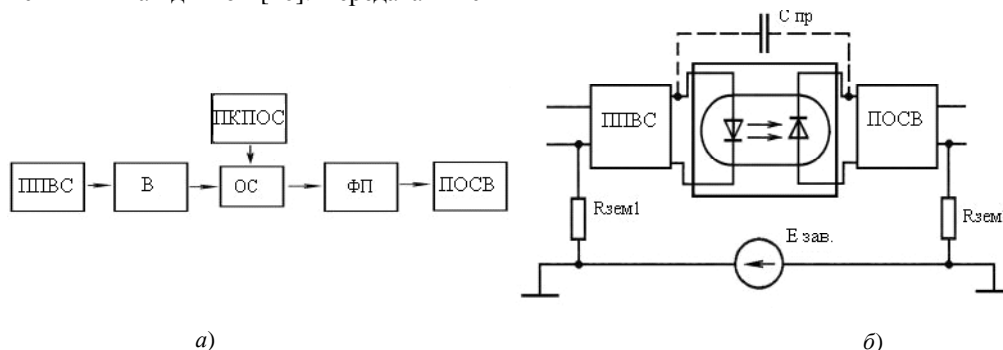 C пр
ПКПОС
ППВС
В
ОС
ФП
ПОСВ
ППВС
ПОСВ
Rзем1
Rзем
E зав.
а)
б)